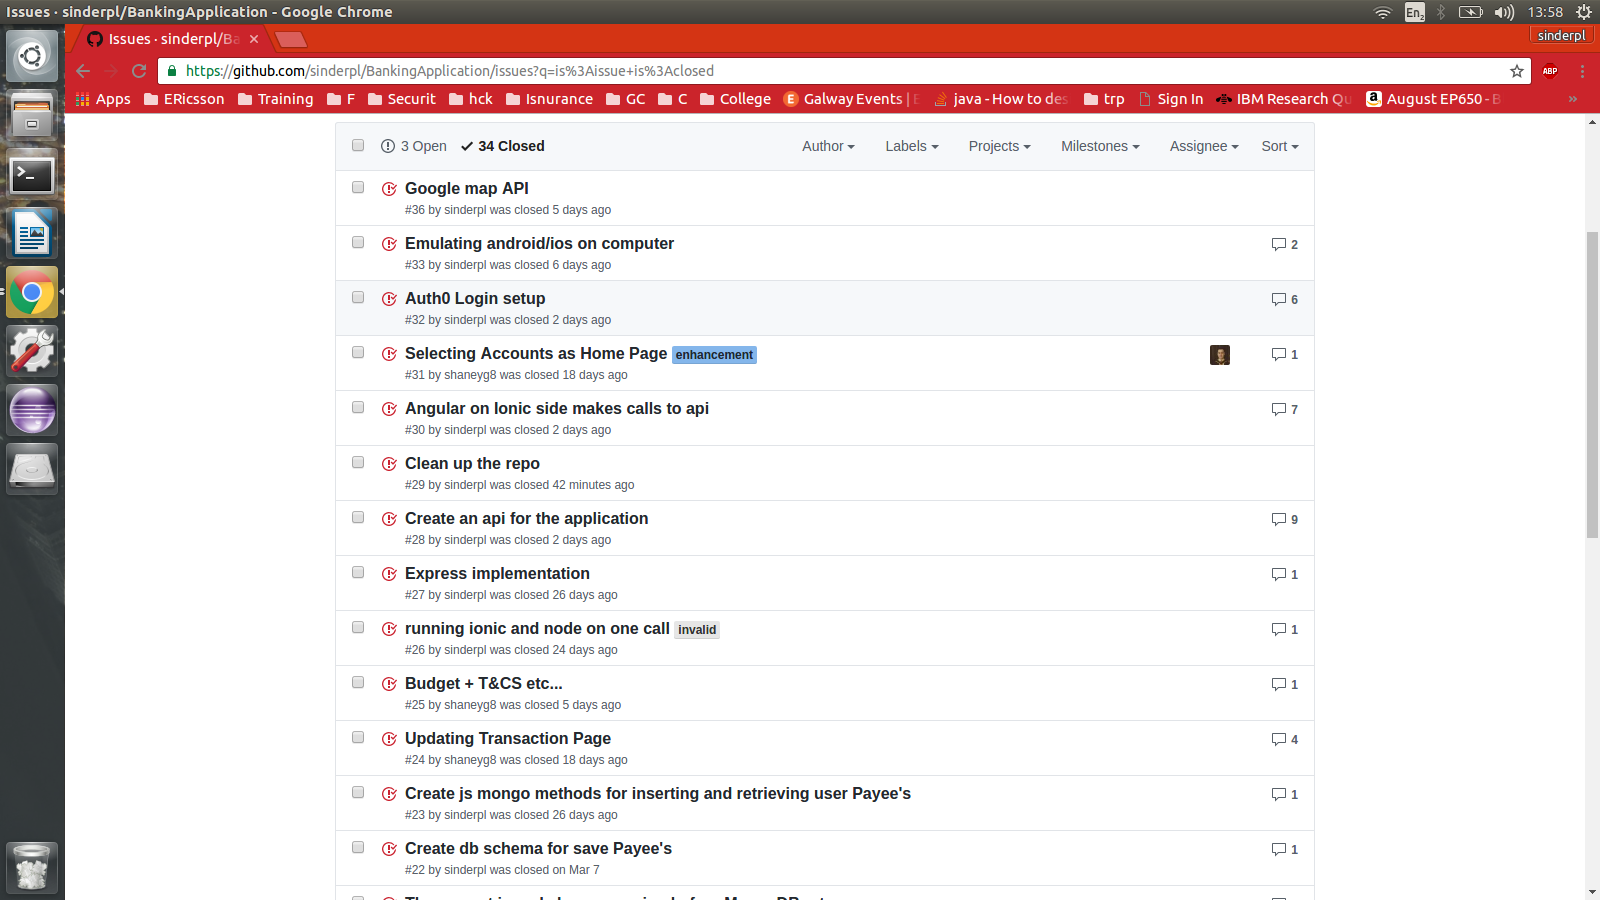 Issues · sinderpl/BankingApplication - Google Chrome
En2
13:58
Issues · sinderpl/Ba
sinderpl
https://github.com/sinderpl/BankingApplication/issues?q=is%3Aissue+is%3Aclosed
ABP
Apps ERicsson Training F Securit hck Isnurance GC C College Galway Events | E java - How to des trp Sign In IBM Research Qu August EP650 - B »
3 Open 34 Closed Author Labels Projects Milestones Assignee Sort
Google map API
#36 by sinderpl was closed 5 days ago
Emulating android/ios on computer 2
#33 by sinderpl was closed 6 days ago
Auth0 Login setup 6
#32 by sinderpl was closed 2 days ago
Selecting Accounts as Home Page enhancement 1
#31 by shaneyg8 was closed 18 days ago
Angular on Ionic side makes calls to api 7
#30 by sinderpl was closed 2 days ago
Clean up the repo
#29 by sinderpl was closed 42 minutes ago
Create an api for the application 9
#28 by sinderpl was closed 2 days ago
Express implementation 1
#27 by sinderpl was closed 26 days ago
running ionic and node on one call invalid 1
#26 by sinderpl was closed 24 days ago
Budget + T&CS etc... 1
#25 by shaneyg8 was closed 5 days ago
Updating Transaction Page 4
#24 by shaneyg8 was closed 18 days ago
Create js mongo methods for inserting and retrieving user Payee's 1
#23 by sinderpl was closed 26 days ago
Create db schema for save Payee's 1
#22 by sinderpl was closed on Mar 7